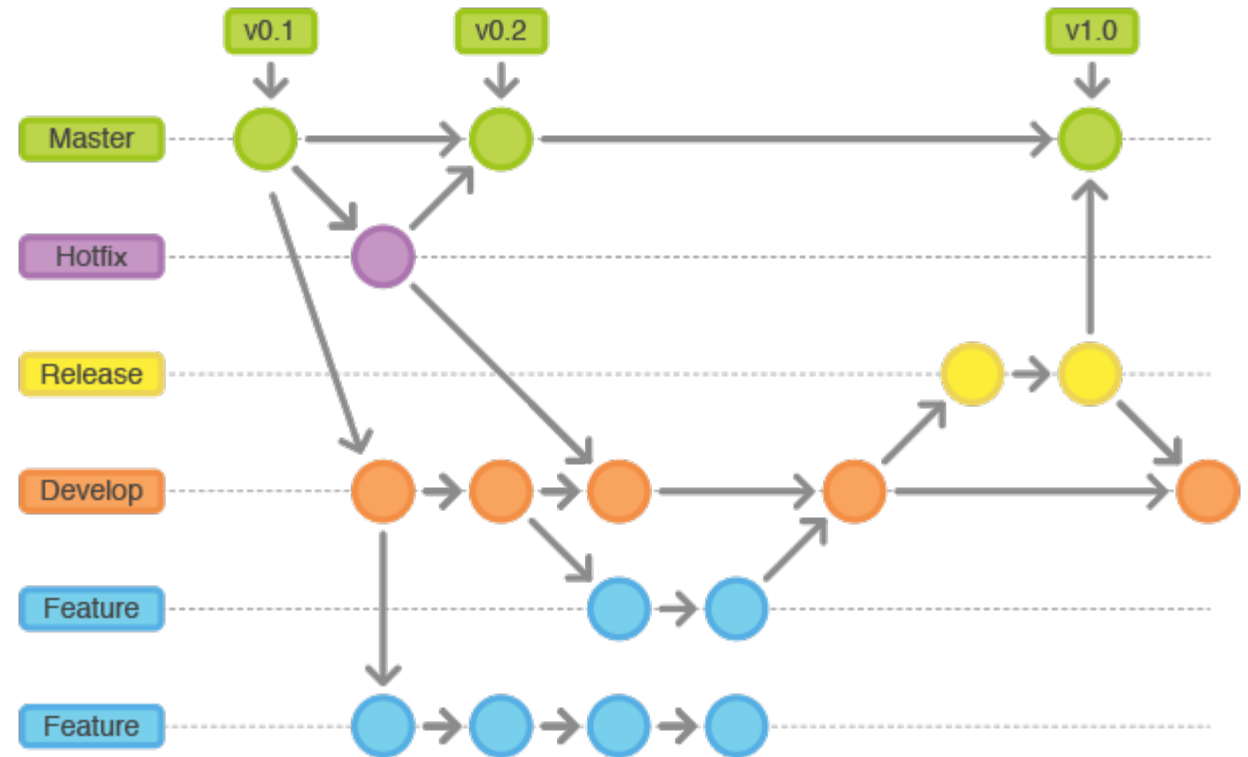 v0.1
v0.2
v1.0
Master
Hotfix
Release
Develop
Feature
Feature